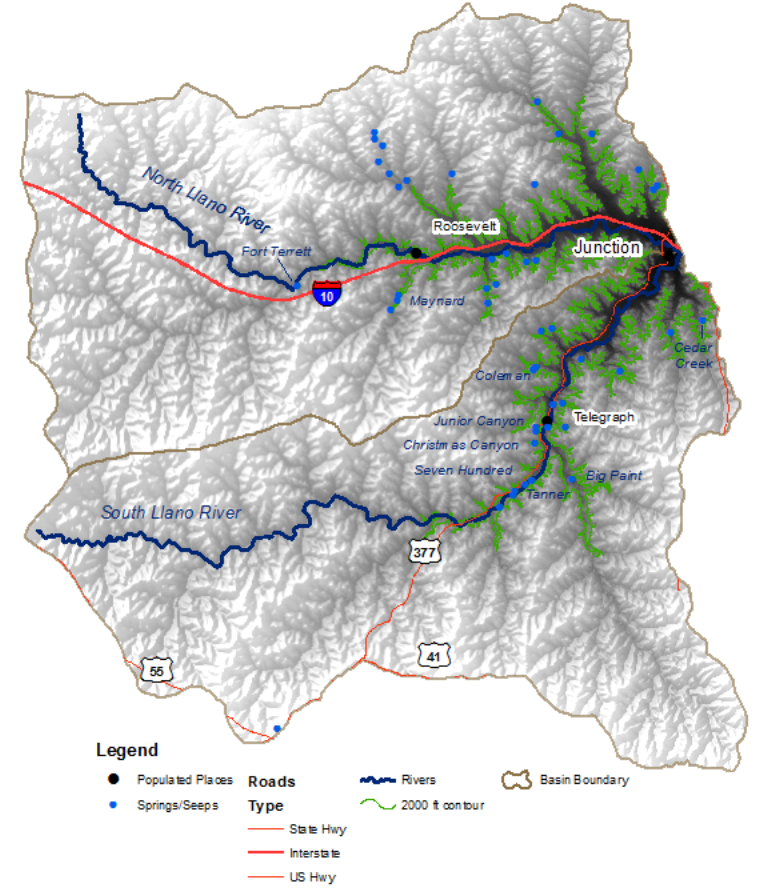 North Llano River
Roosevelt
Fort Terrett
Junction
10
Maynard
Cedar
Creek
Coleman
Junior Canyon
Telegraph
Christmas Canyon
Seven Hundred
Big Paint
Tanner
South Llano River
377
41
55
Legend
Populated Places
Springs/Seeps
Roads
Type
State Hwy
Interstate
US Hwy
Rivers
2000 ft contour
Basin Boundary